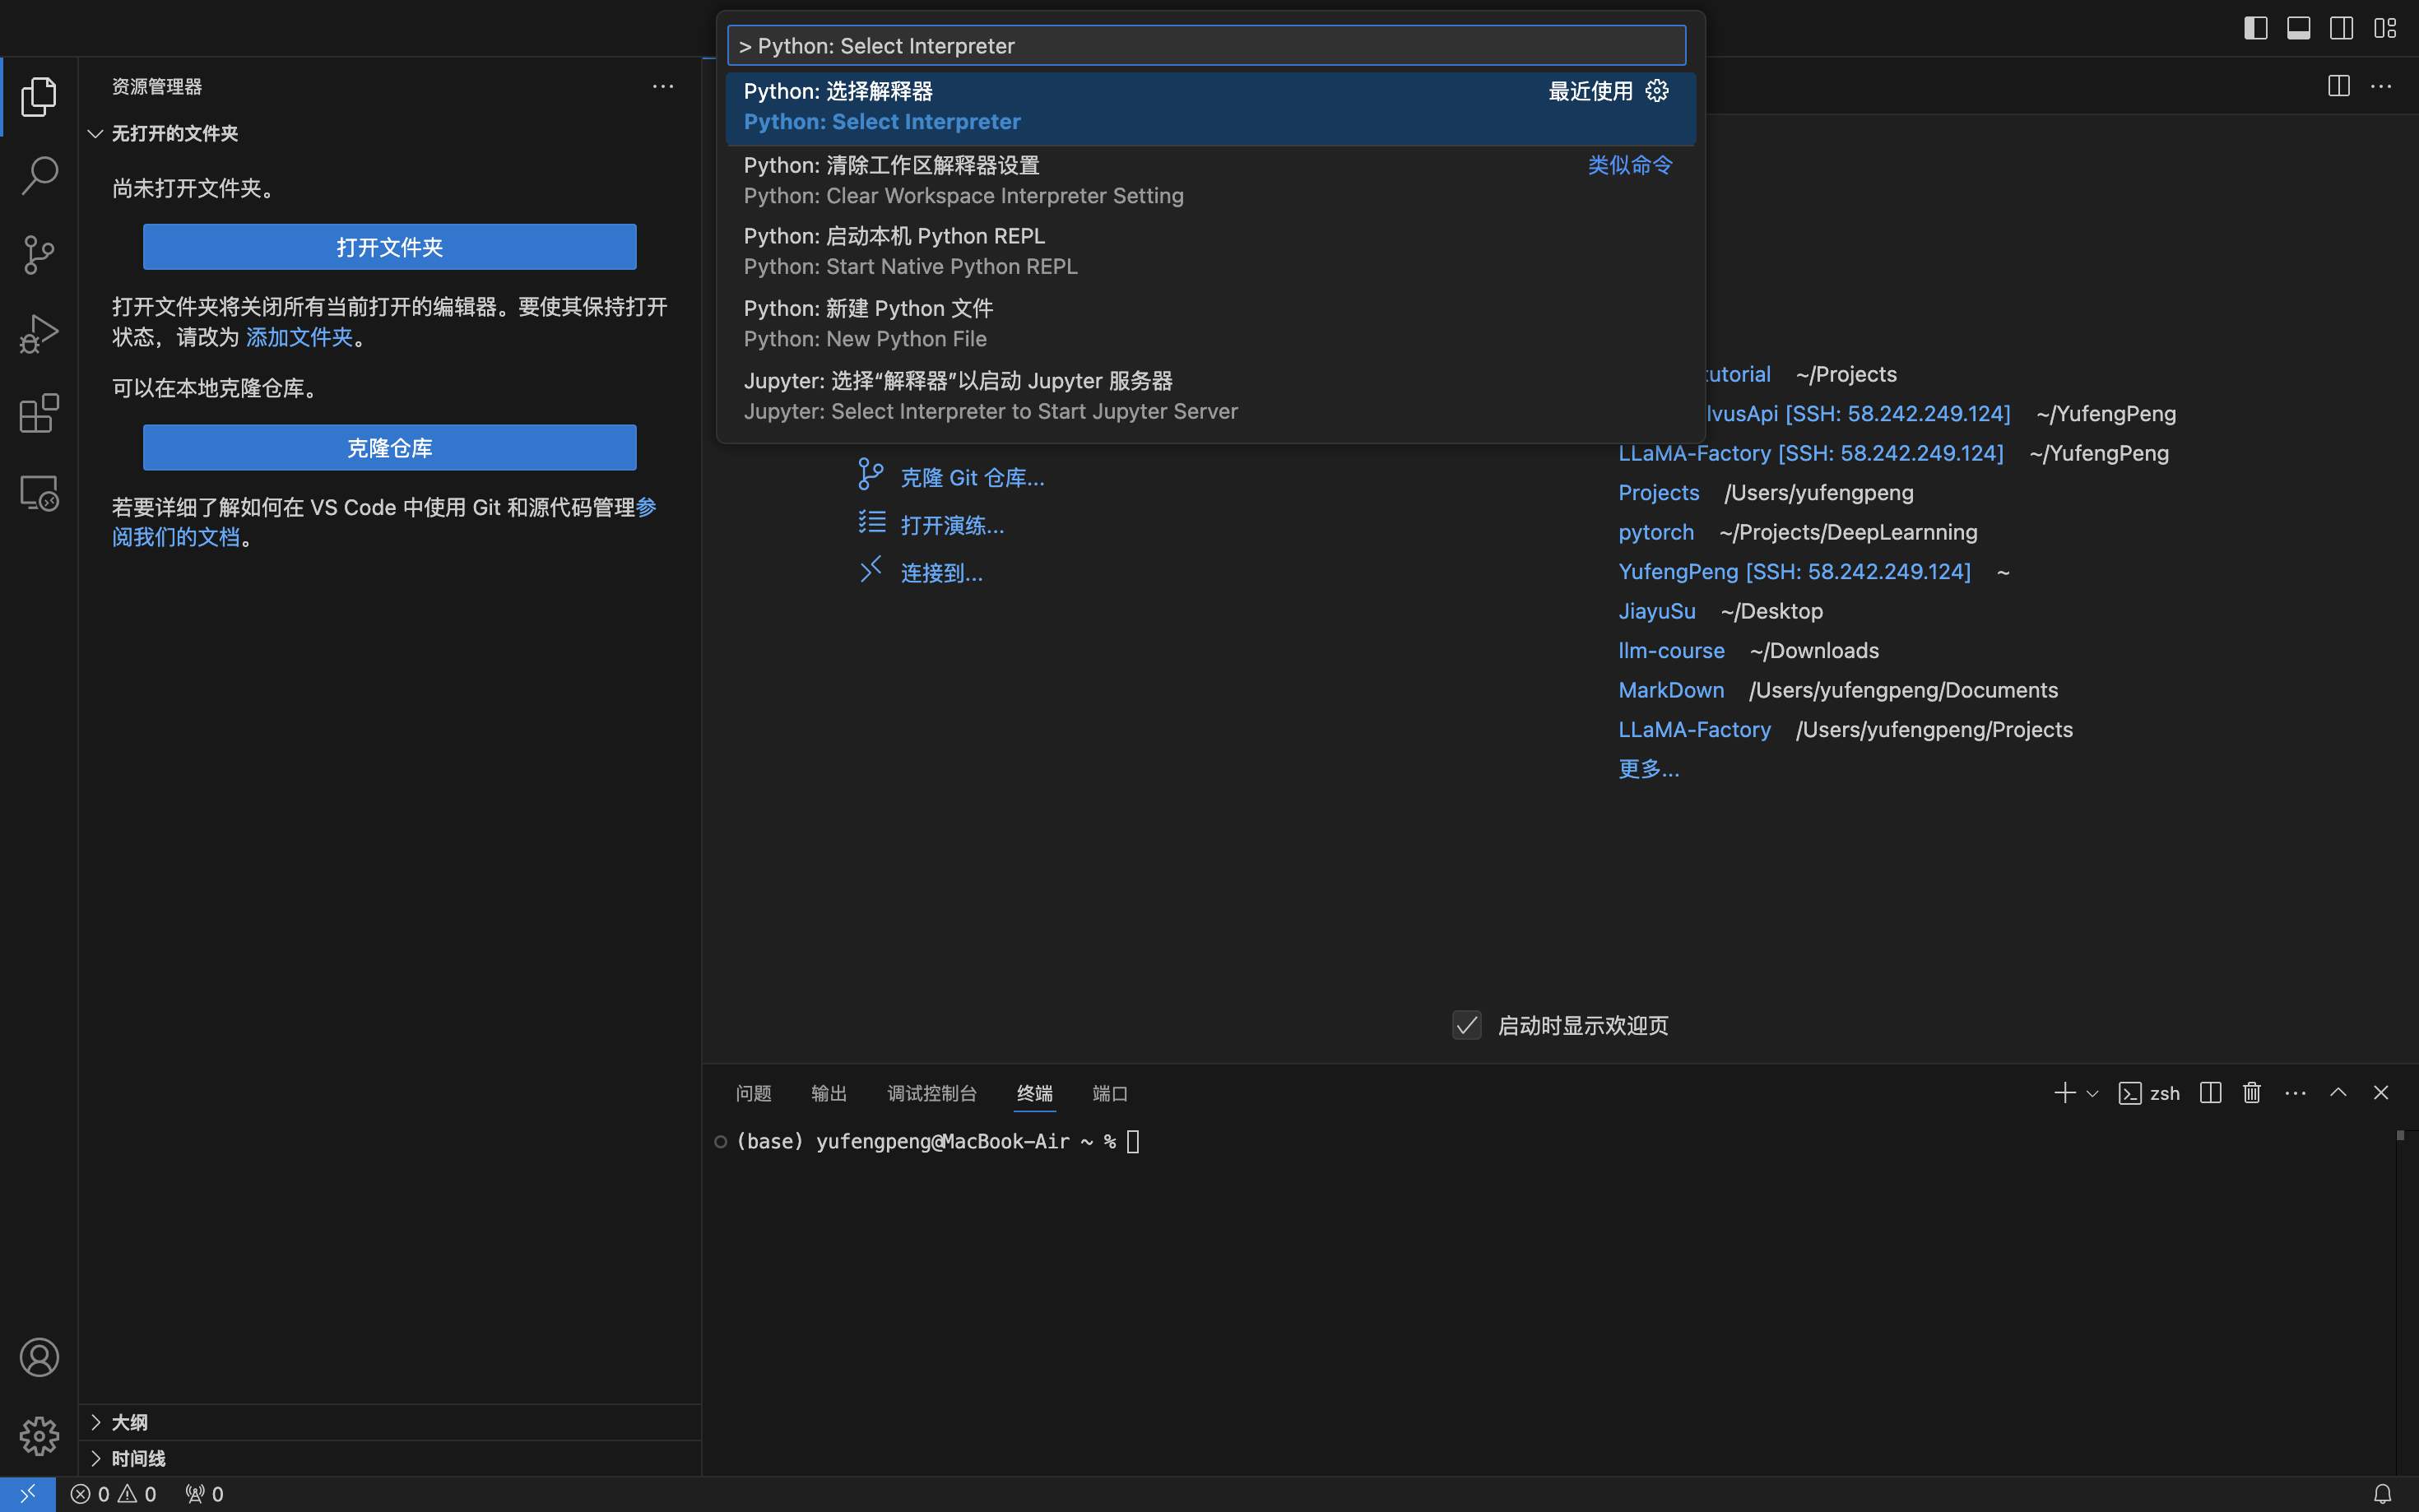 > Python: Select Interpreter
Python: 选择解释器
最近使用
Python: Select Interpreter
Python: 清除工作区解释器设置
类似命令
Python: Clear Workspace Interpreter Setting
Python: 启动本机 Python REPL
Python: Start Native Python REPL
Python: 新建 Python 文件
Python: New Python File
Jupyter: 选择“解释器”以启动 Jupyter 服务器
Jupyter: Select Interpreter to Start Jupyter Server
资源管理器
无打开的文件夹
尚未打开文件夹。
打开文件夹
打开文件夹将关闭所有当前打开的编辑器。要使其保持打开
状态，请改为 添加文件夹。
可以在本地克隆仓库。
克隆仓库
若要详细了解如何在 VS Code 中使用 Git 和源代码管理参
阅我们的文档。
大纲
时间线
克隆 Git 仓库...
打开演练...
连接到...
utorial ~/Projects
lvusApi [SSH: 58.242.249.124] ~/YufengPeng
LLaMA-Factory [SSH: 58.242.249.124] ~/YufengPeng
Projects /Users/yufengpeng
pytorch ~/Projects/DeepLearnning
YufengPeng [SSH: 58.242.249.124] ~
JiayuSu ~/Desktop
llm-course ~/Downloads
MarkDown /Users/yufengpeng/Documents
LLaMA-Factory /Users/yufengpeng/Projects
更多...
启动时显示欢迎页
问题 输出 调试控制台 终端 端口
zsh
(base) yufengpeng@MacBook-Air ~ %
0 0 0